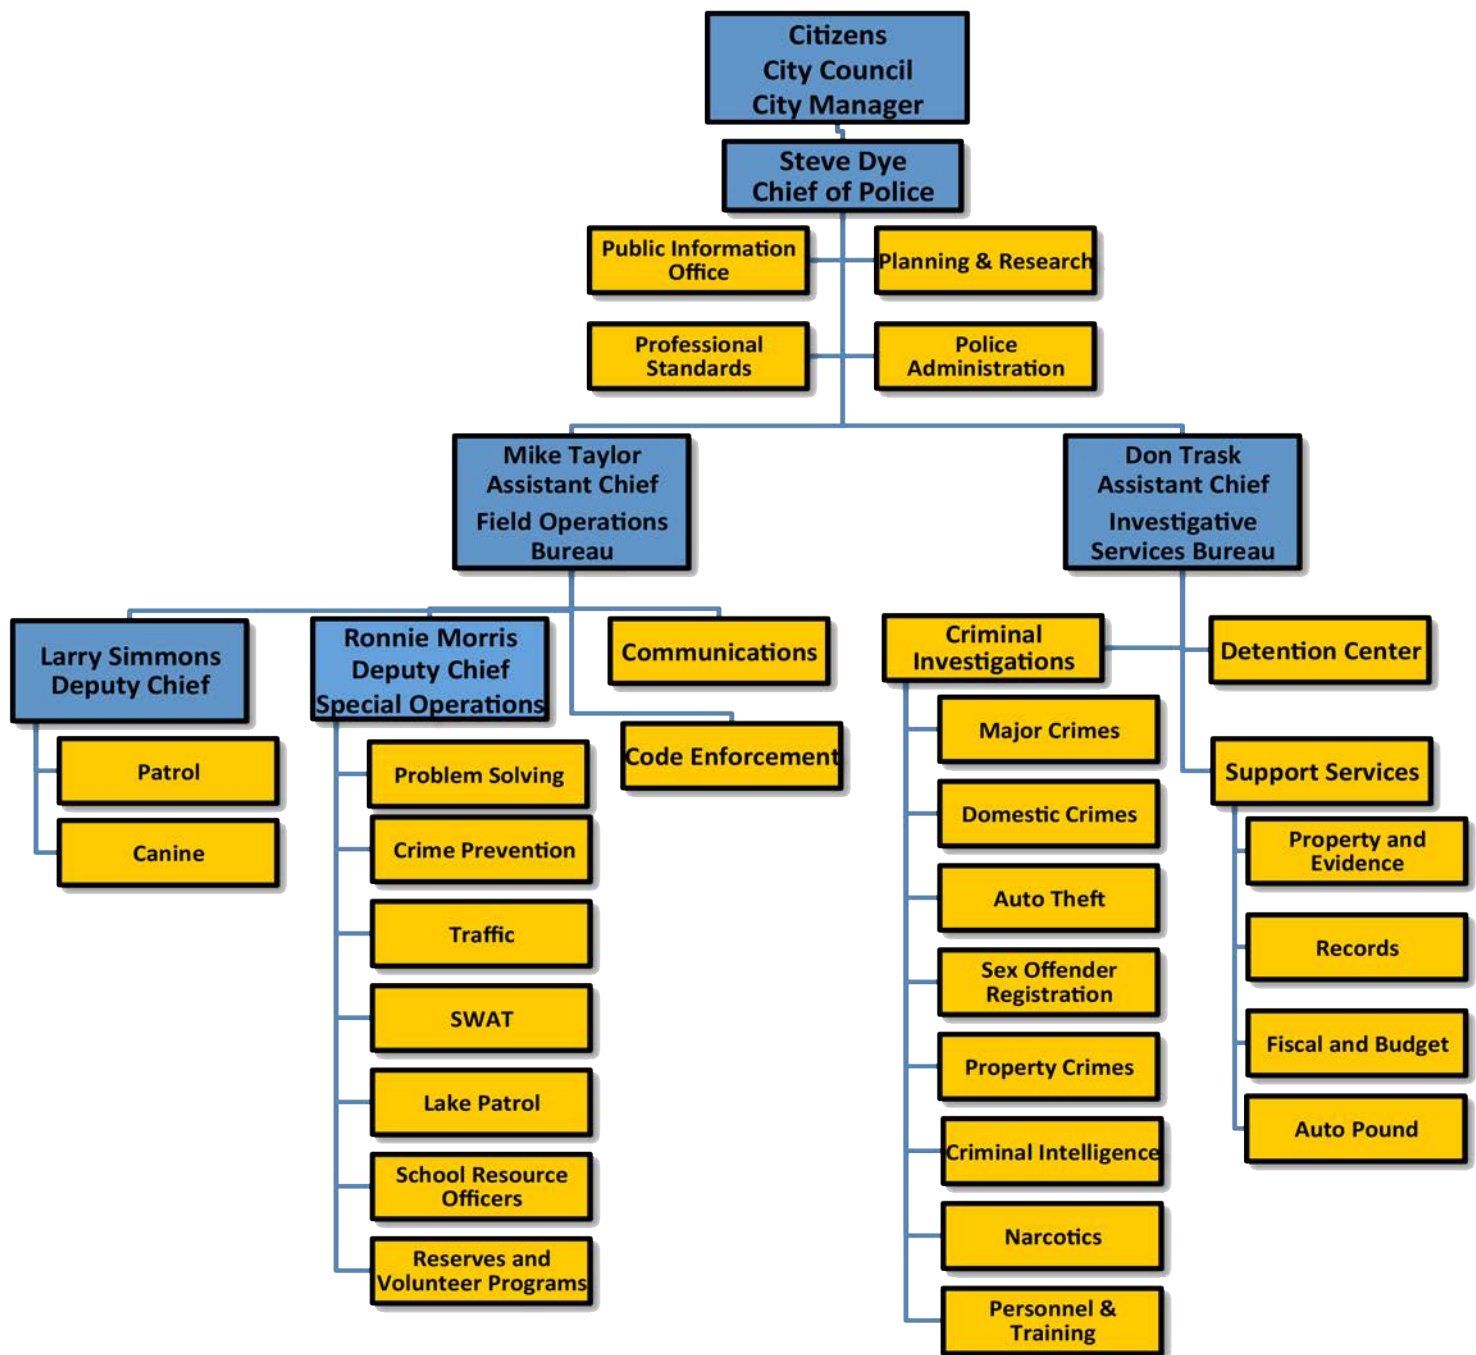 Citizens
City Council
City Manager
Steve Dye
Chief of Police
Public Information
Office
Planning & Research
Professional
Standards
Police
Administration
Mike Taylor
Assistant Chief
Field Operations
Bureau
Don Trask
Assistant Chief
Investigative
Services Bureau
Larry Simmons
Deputy Chief
Patrol
Canine
Ronnie Morris
Deputy Chief
Special Operations
Problem Solving
Crime Prevention
Traffic
SWAT
Lake Patrol
School Resource
Officers
Reserves and
Volunteer Programs
Communications
Code Enforcement
Criminal
Investigations
Major Crimes
Domestic Crimes
Auto Theft
Sex Offender
Registration
Property Crimes
Criminal Intelligence
Narcotics
Personnel &
Training
Detention Center
Support Services
Property and
Evidence
Records
Fiscal and Budget
Auto Pound